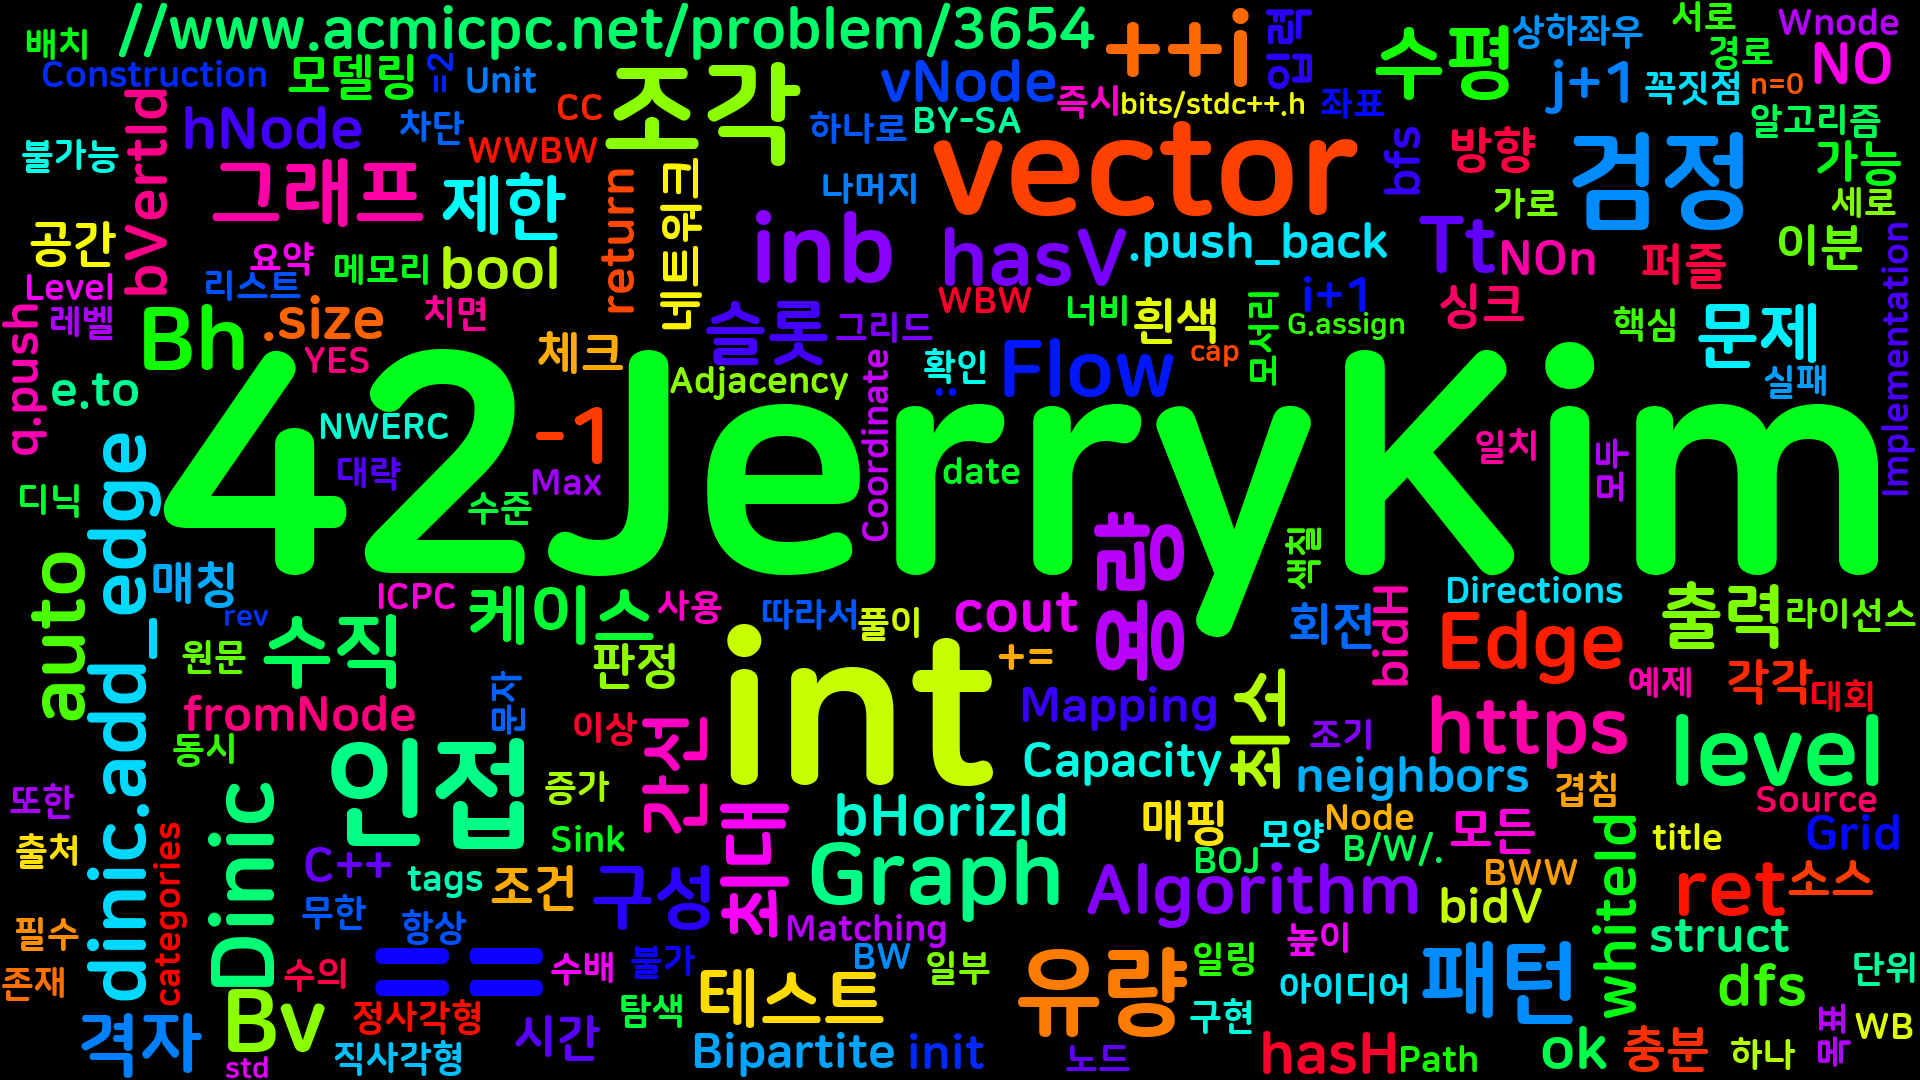 배치
//www.acmicpc.net/problem/3654
++i
입력
수평
상하좌우
서로
Wnode
Construction
모델링
=2
Unit
조각
vNode
즉시
bits/stdc++.h
좌표
j+1
꼭짓점
경로
n=0
NO
불가능
bVertId
hNode
차단
CC
WWBW
하나로
BY-SA
vector
bfs
방향
검정
알고리즘
가능
공간
그래프
제한
return
네트워크
나머지
가로
세로
Level
요약
메모리
bool
inb
hasV
.push_back
Tt
NOn
퍼즐
이분
Implementation
레벨
리스트
.size
치면
슬롯
그리드
WBW
너비
흰색
모서리
i+1
싱크
G.assign
핵심
문제
q.push
e.to
Bh
YES
체크
Adjacency
Coordinate
확인
..
Flow
cap
실패
42JerryKim
NWERC
대략
-1
Max
수준
date
일치
모두
디닉
dinic.add_edge
auto
매칭
rev
ICPC
케이스
사용
따라서
풀이
cout
용량
색칠
회전
Directions
bidH
Edge
출력
라이선스
원문
수직
문자
판정
int
+=
fromNode
이상
간선
Mapping
최소
조기
https
예제
각각
대회
동시
인접
증가
Capacity
neighbors
level
겹침
Source
또한
Dinic
Sink
최대
bHorizId
매핑
모양
Node
B/W/.
모든
whiteId
title
Grid
출처
categories
C++
tags
조건
구성
Graph
Algorithm
BOJ
BWW
bidV
ret
소스
필수
무한
항상
Matching
높이
struct
존재
수의
==
수배
불가
BW
일부
유량
일링
아이디어
패턴
dfs
단위
격자
Bv
정사각형
시간
탐색
테스트
구현
뾰족
WB
std
직사각형
Bipartite
init
노드
hasH
Path
ok
충분
하나